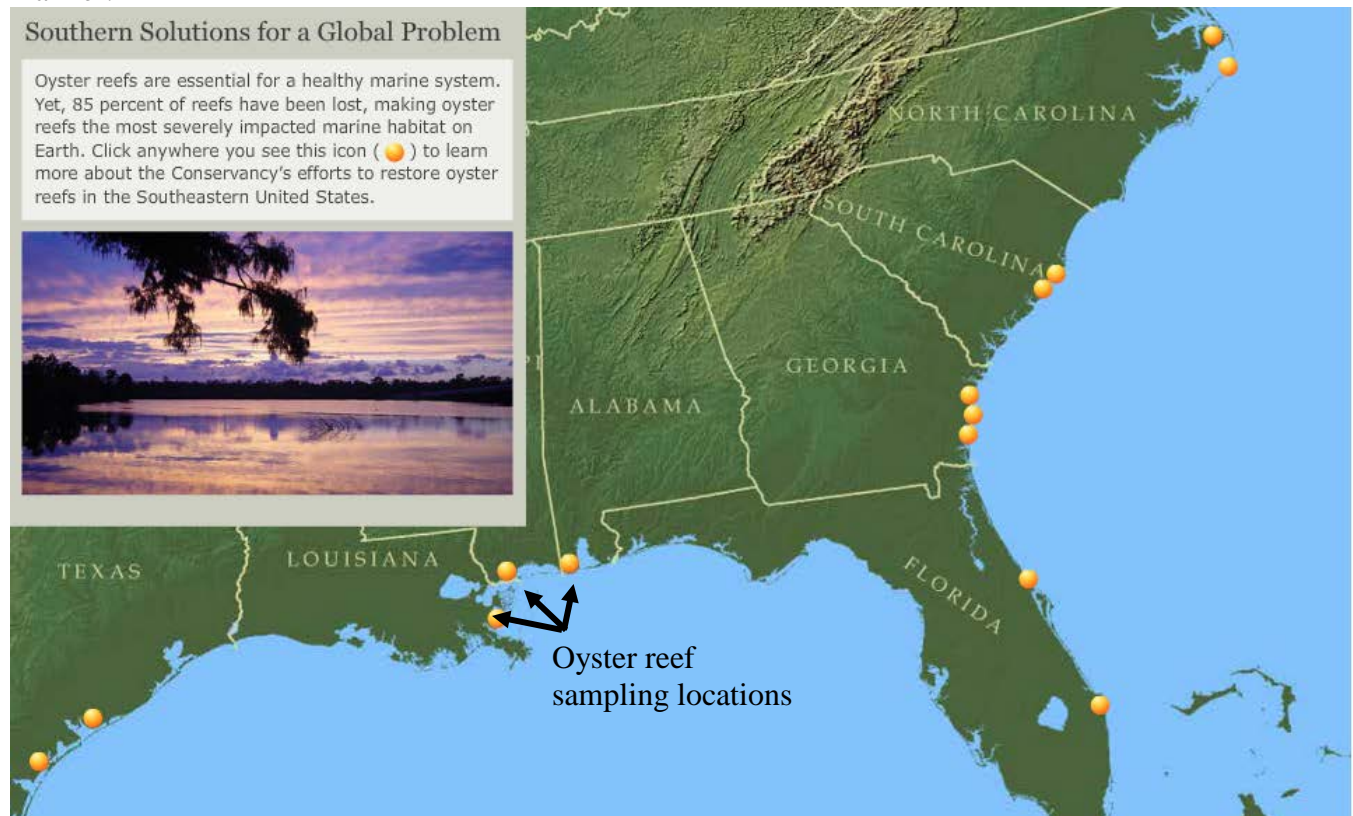 Southern Solutions for a Global Problem
Oyster reefs are essential for a healthy marine system.
Yet, 85 percent of reefs have been lost, making oyster
reefs the most severely impacted marine habitat on
Earth. Click anywhere you see this icon ( ) to learn
more about the Conservancy's efforts to restore oyster
reefs in the Southeastern United States.
NORTH CAROLINA
SOUTH CAROLINA
GEORGIA
ALABAMA
LOUISIANA
TEXAS
FLORIDA
Oyster reef
sampling locations